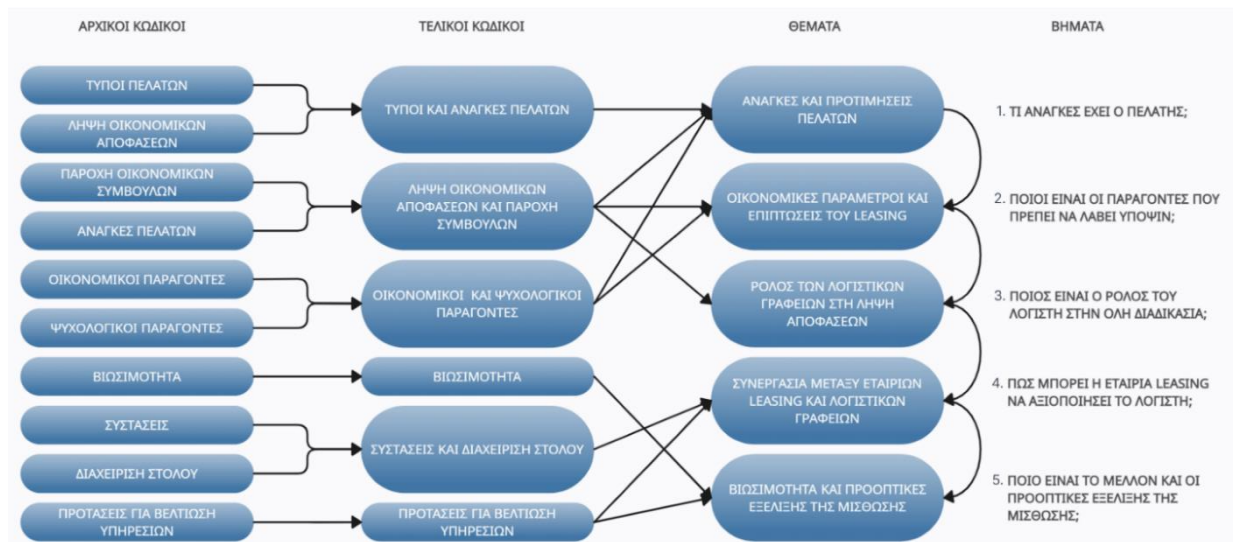 ΑΡΧΙΚΟΙ ΚΩΔΙΚΟΙ
ΤΕΛΙΚΟΙ ΚΩΔΙΚΟΙ
ΘΕΜΑΤΑ
ΒΗΜΑΤΑ
ΤΥΠΟΙ ΠΕΛΑΤΩΝ
ΛΗΨΗ ΟΙΚΟΝΟΜΙΚΩΝ
ΑΠΟΦΑΣΕΩΝ
ΠΑΡΟΧΗ ΟΙΚΟΝΟΜΙΚΩΝ
ΣΥΜΒΟΥΛΩΝ
ΑΝΑΓΚΕΣ ΠΕΛΑΤΩΝ
ΟΙΚΟΝΟΜΙΚΟΙ ΠΑΡΑΓΟΝΤΕΣ
ΨΥΧΟΛΟΓΙΚΟΙ ΠΑΡΑΓΟΝΤΕΣ
ΒΙΩΣΙΜΟΤΗΤΑ
ΣΥΣΤΑΣΕΙΣ
ΔΙΑΧΕΙΡΙΣΗ ΣΤΟΛΟΥ
ΠΡΟΤΑΣΕΙΣ ΓΙΑ ΒΕΛΤΙΩΣΗ
ΥΠΗΡΕΣΙΩΝ
ΤΥΠΟΙ ΚΑΙ ΑΝΑΓΚΕΣ ΠΕΛΑΤΩΝ
ΛΗΨΗ ΟΙΚΟΝΟΜΙΚΩΝ
ΑΠΟΦΑΣΕΩΝ ΚΑΙ ΠΑΡΟΧΗ
ΣΥΜΒΟΥΛΩΝ
ΟΙΚΟΝΟΜΙΚΟΙ ΚΑΙ ΨΥΧΟΛΟΓΙΚΟΙ
ΠΑΡΑΓΟΝΤΕΣ
ΒΙΩΣΙΜΟΤΗΤΑ
ΣΥΣΤΑΣΕΙΣ ΚΑΙ ΔΙΑΧΕΙΡΙΣΗ ΣΤΟΛΟΥ
ΠΡΟΤΑΣΕΙΣ ΓΙΑ ΒΕΛΤΙΩΣΗ
ΥΠΗΡΕΣΙΩΝ
ΑΝΑΓΚΕΣ ΚΑΙ ΠΡΟΤΙΜΗΣΕΙΣ
ΠΕΛΑΤΩΝ
ΟΙΚΟΝΟΜΙΚΕΣ ΠΑΡΑΜΕΤΡΟΙ ΚΑΙ
ΕΠΙΠΤΩΣΕΙΣ ΤΟΥ LEASING
ΡΟΛΟΣ ΤΩΝ ΛΟΓΙΣΤΙΚΩΝ
ΓΡΑΦΕΙΩΝ ΣΤΗ ΛΗΨΗ
ΑΠΟΦΑΣΕΩΝ
ΣΥΝΕΡΓΑΣΙΑ ΜΕΤΑΞΥ ΕΤΑΙΡΙΩΝ
LEASING ΚΑΙ ΛΟΓΙΣΤΙΚΩΝ
ΓΡΑΦΕΙΩΝ
ΒΙΩΣΙΜΟΤΗΤΑ ΚΑΙ ΠΡΟΟΠΤΙΚΕΣ
ΕΞΕΛΙΞΗΣ ΤΗΣ ΜΙΣΘΩΣΗΣ
1. ΤΙ ΑΝΑΓΚΕΣ ΕΧΕΙ Ο ΠΕΛΑΤΗΣ;
2. ΠΟΙΟΙ ΕΙΝΑΙ ΟΙ ΠΑΡΑΓΟΝΤΕΣ ΠΟΥ
ΠΡΕΠΕΙ ΝΑ ΛΑΒΕΙ ΥΠΟΨΙΝ;
3. ΠΟΙΟΣ ΕΙΝΑΙ Ο ΡΟΛΟΣ ΤΟΥ
ΛΟΓΙΣΤΗ ΣΤΗΝ ΟΛΗ ΔΙΑΔΙΚΑΣΙΑ;
4. ΠΩΣ ΜΠΟΡΕΙ Η ΕΤΑΙΡΙΑ LEASING
ΝΑ ΑΞΙΟΠΟΙΗΣΕΙ ΤΟ ΛΟΓΙΣΤΗ;
5. ΠΟΙΟ ΕΙΝΑΙ ΤΟ ΜΕΛΛΟΝ ΚΑΙ ΟΙ
ΠΡΟΟΠΤΙΚΕΣ ΕΞΕΛΙΞΗΣ ΤΗΣ
ΜΙΣΘΩΣΗΣ;